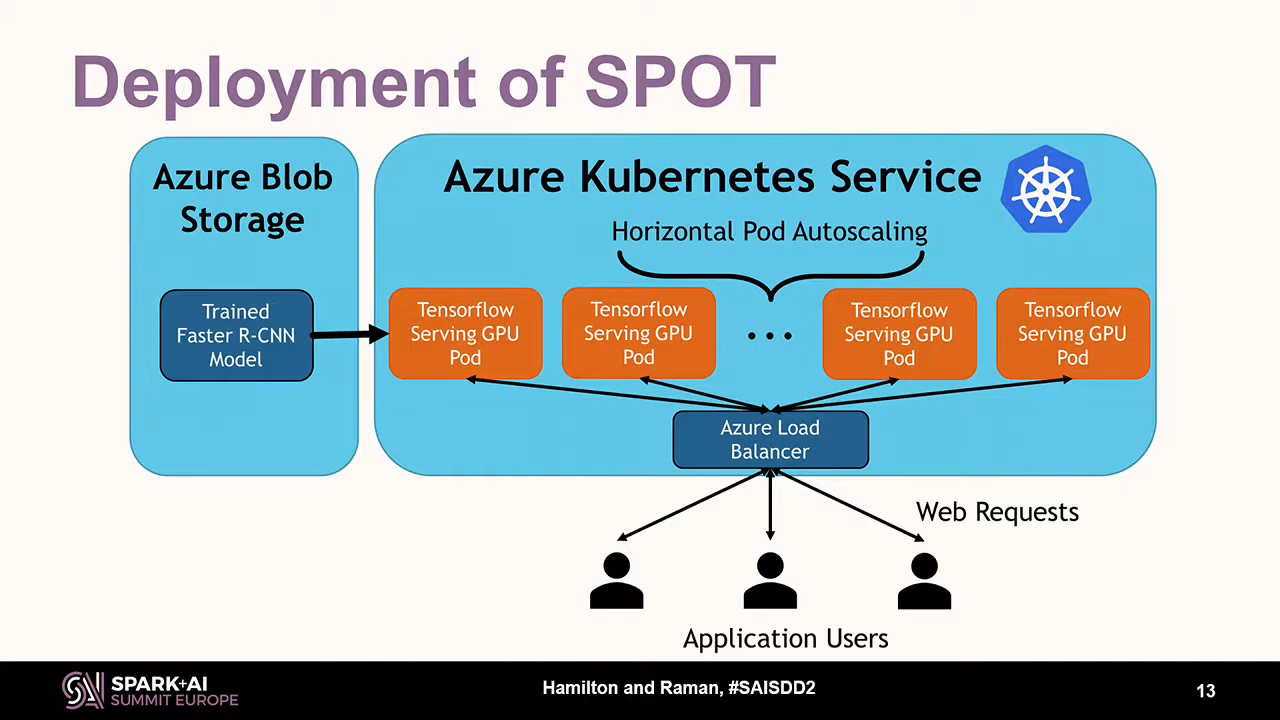 Deployment of SPOT
Azure Blob
Storage
Trained
Faster R-CNN
Model
Azure Kubernetes Service
Horizontal Pod Autoscaling
Tensorflow
Serving GPU
Pod
Tensorflow
Serving GPU
Pod
...
Tensorflow
Serving GPU
Pod
Tensorflow
Serving GPU
Pod
Azure Load
Balancer
Web Requests
Application Users
SPARK+AI
SUMMIT EUROPE
Hamilton and Raman, #SAISDD2
13